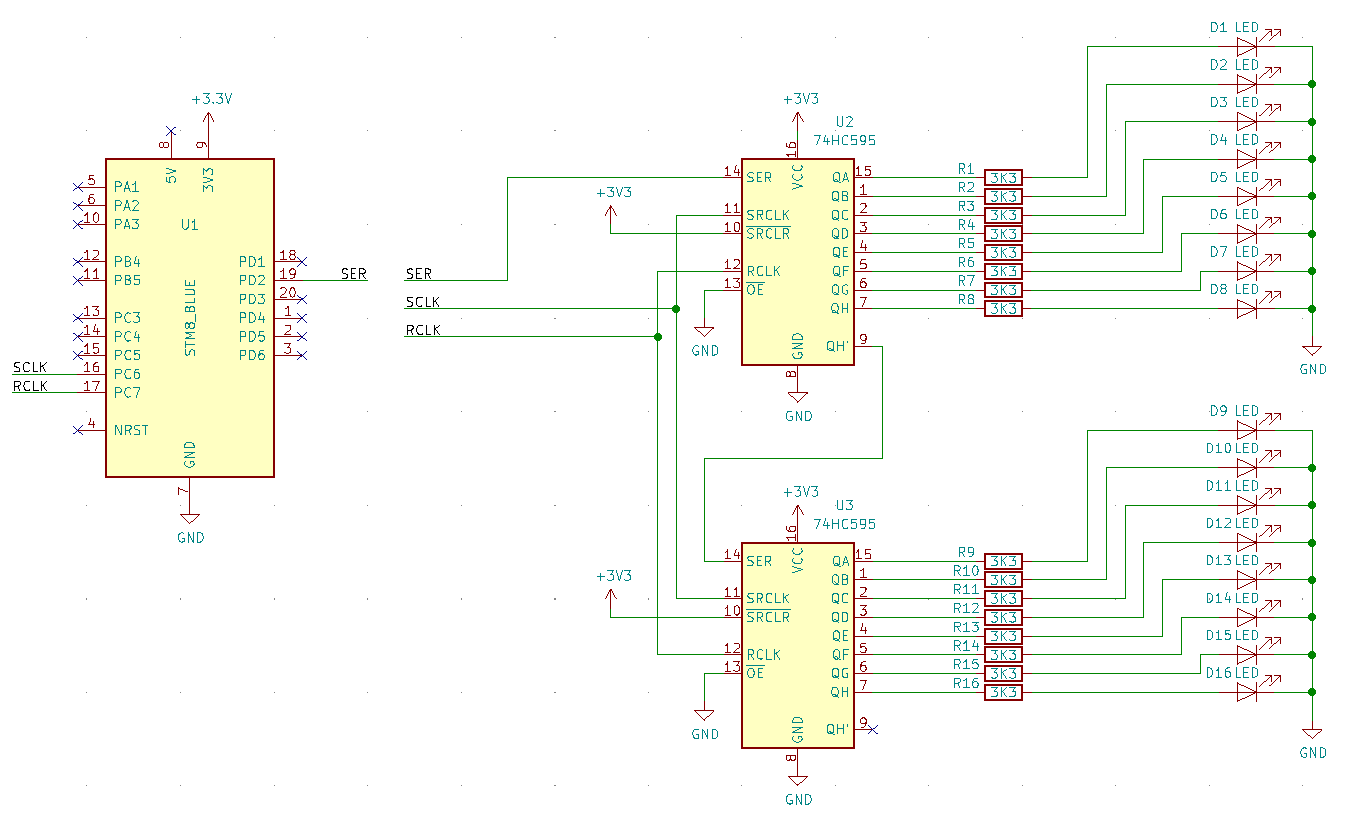 +3.3V
8
9
5V
3V3
5 PA1
6 PA2
10 PA3
U1
12 PB4
11 PB5
13 PC3
14 PC4
15 PC5
16 PC6
17 PC7
4 NRST
SCLK
RCLK
STM8_BLUE
PD1 18
PD2 19
PD3 20
PD4 1
PD5 2
PD6 3
SER
GND
7
GND
SER
SCLK
RCLK
+3V3
U2
74HC595
16
VCC
+3V3
14 SER
11 SRCLK
10 SRCLR
12 RCLK
13 OE
GND
QA 15
QB 1
QC 2
QD 3
QE 4
QF 5
QG 6
QH 7
QH' 9
GND
8
GND
R1 3K3
R2 3K3
R3 3K3
R4 3K3
R5 3K3
R6 3K3
R7 3K3
R8 3K3
D1 LED
D2 LED
D3 LED
D4 LED
D5 LED
D6 LED
D7 LED
D8 LED
GND
+3V3
U3
74HC595
16
VCC
+3V3
14 SER
11 SRCLK
10 SRCLR
12 RCLK
13 OE
GND
QA 15
QB 1
QC 2
QD 3
QE 4
QF 5
QG 6
QH 7
QH' 9
GND
8
GND
R9 3K3
R10 3K3
R11 3K3
R12 3K3
R13 3K3
R14 3K3
R15 3K3
R16 3K3
D9 LED
D10 LED
D11 LED
D12 LED
D13 LED
D14 LED
D15 LED
D16 LED
GND